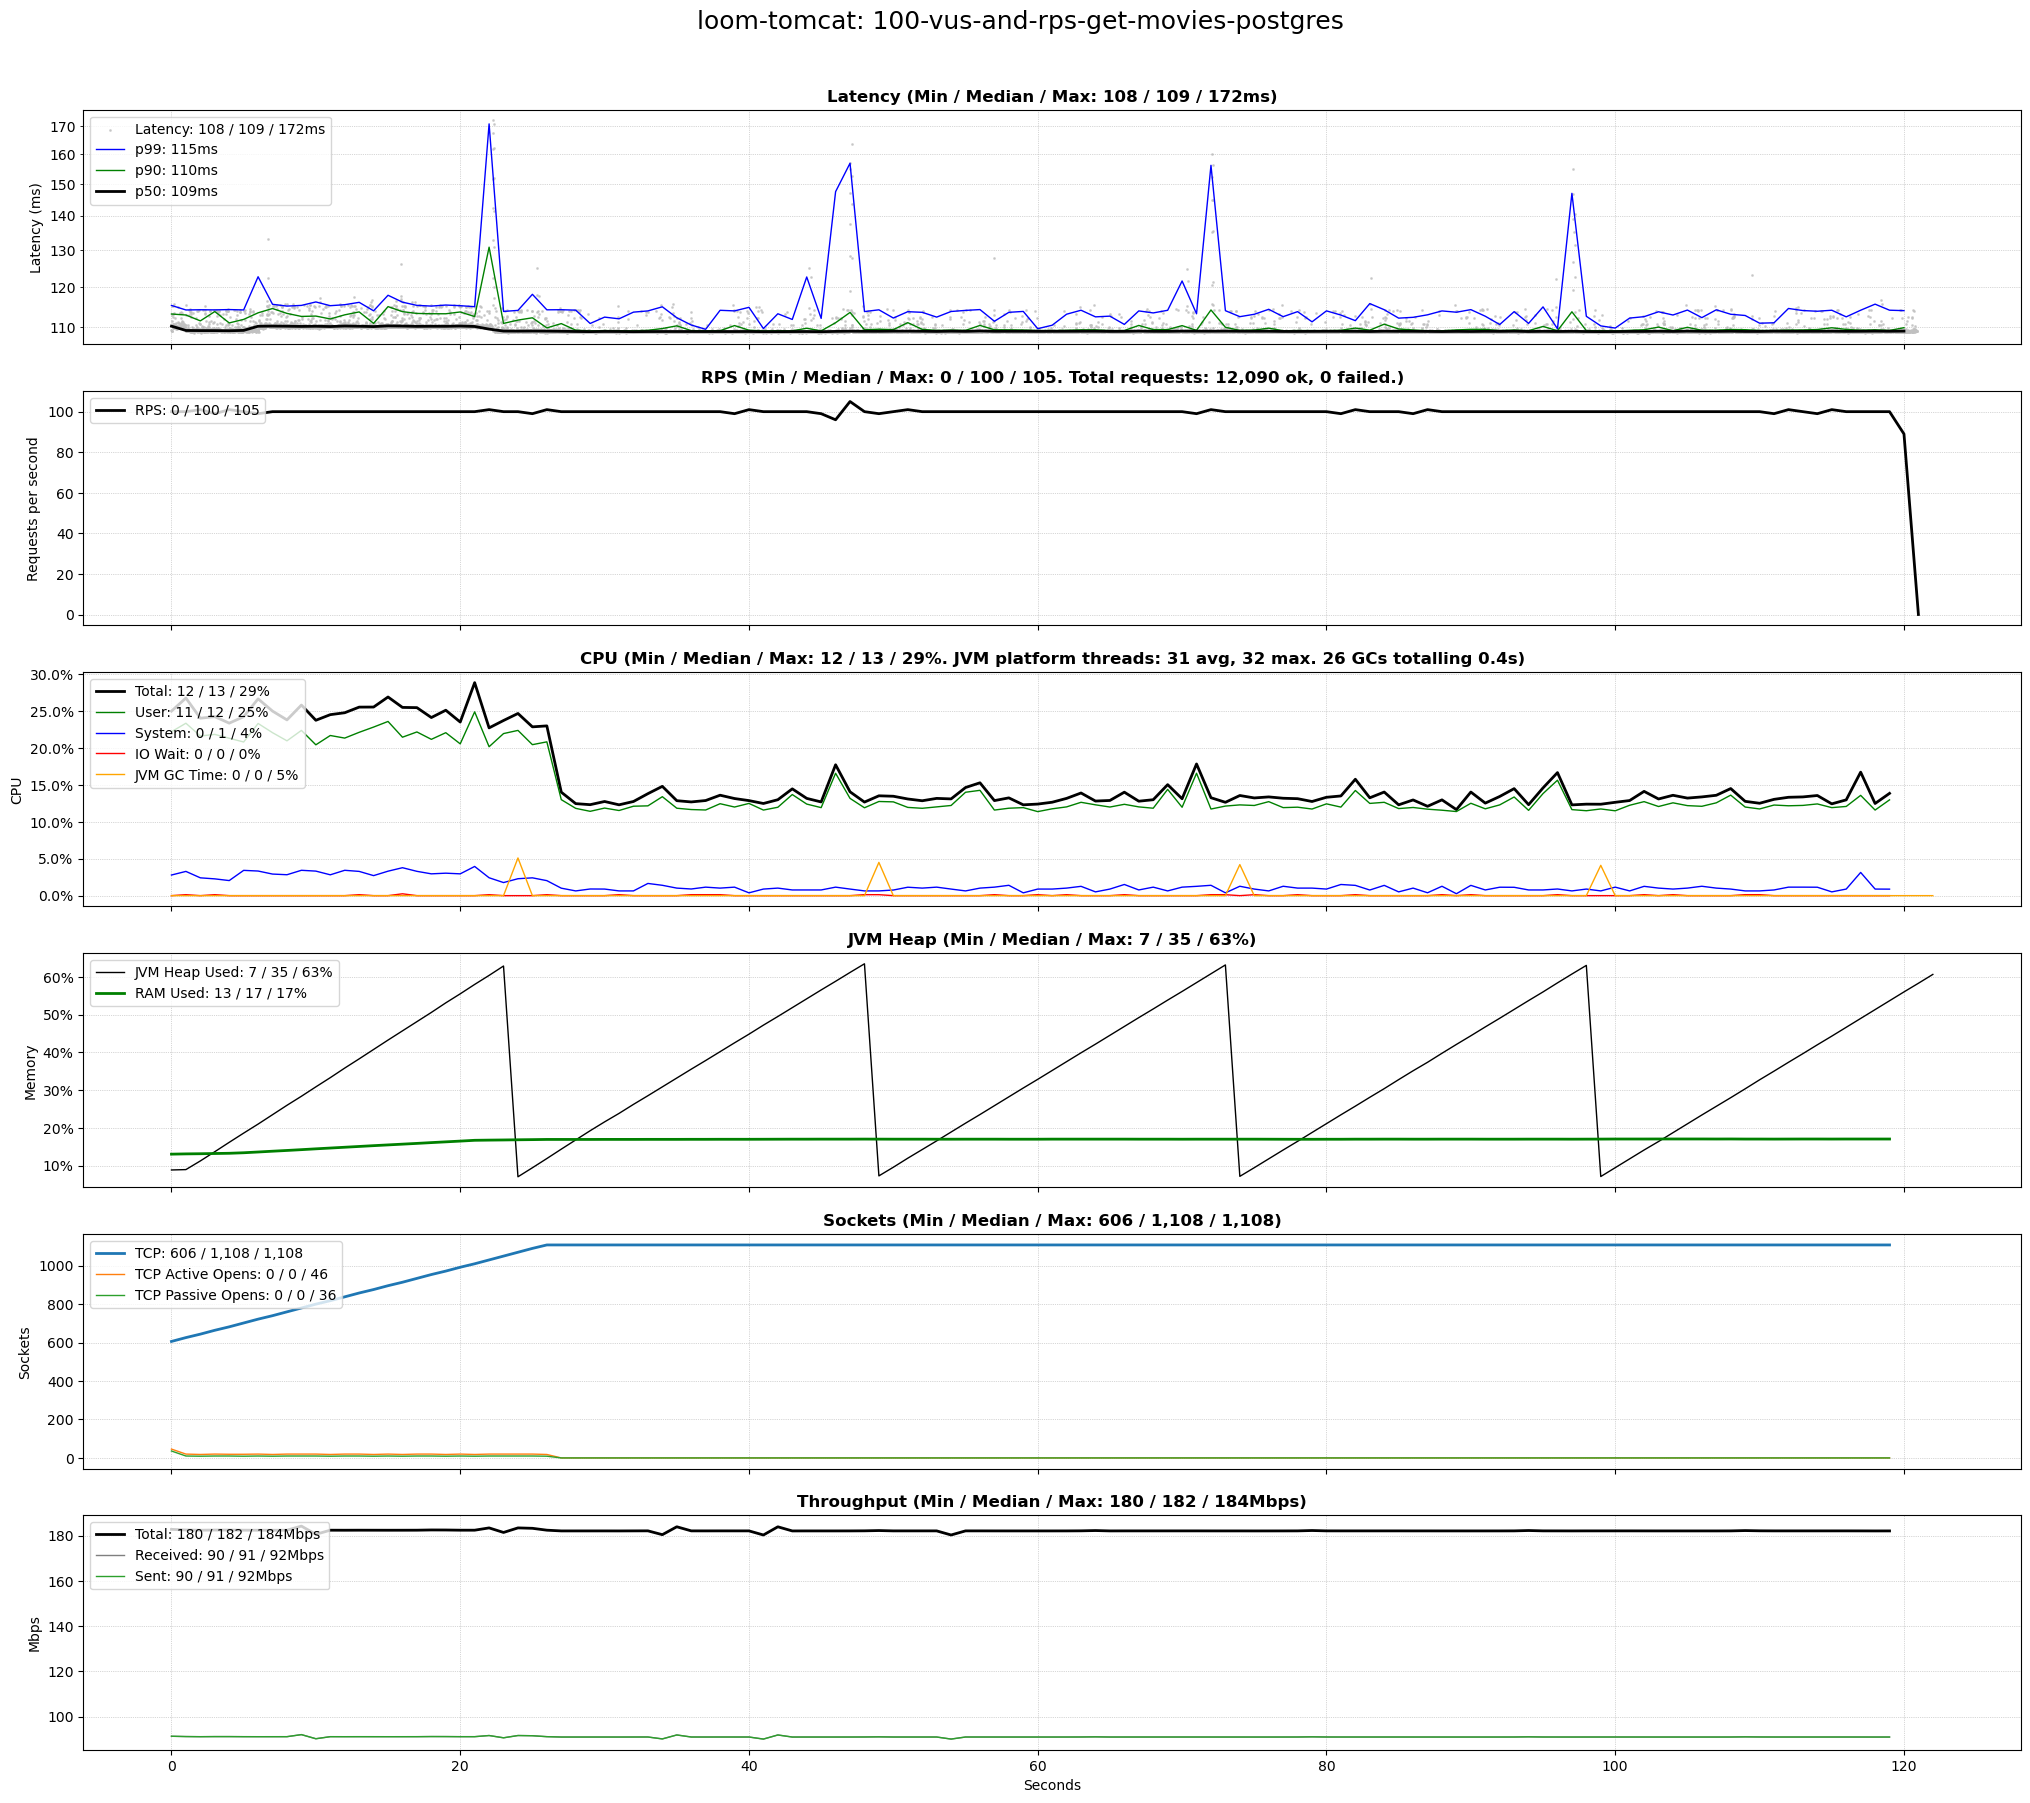 loom-tomcat: 100-vus-and-rps-get-movies-postgres
Latency (Min / Median / Max: 108 / 109 / 172ms)
Latency (ms)
170
160
150
140
130
120
110
Latency: 108 / 109 / 172ms
p99: 115ms
p90: 110ms
p50: 109ms
RPS (Min / Median / Max: 0 / 100 / 105. Total requests: 12,090 ok, 0 failed.)
Requests per second
100
80
60
40
20
0
RPS: 0 / 100 / 105
CPU (Min / Median / Max: 12 / 13 / 29%. JVM platform threads: 31 avg, 32 max. 26 GCs totalling 0.4s)
CPU
30.0%
25.0%
20.0%
15.0%
10.0%
5.0%
0.0%
Total: 12 / 13 / 29%
User: 11 / 12 / 25%
System: 0 / 1 / 4%
IO Wait: 0 / 0 / 0%
JVM GC Time: 0 / 0 / 5%
JVM Heap (Min / Median / Max: 7 / 35 / 63%)
Memory
60%
50%
40%
30%
20%
10%
JVM Heap Used: 7 / 35 / 63%
RAM Used: 13 / 17 / 17%
Sockets (Min / Median / Max: 606 / 1,108 / 1,108)
Sockets
1000
800
600
400
200
0
TCP: 606 / 1,108 / 1,108
TCP Active Opens: 0 / 0 / 46
TCP Passive Opens: 0 / 0 / 36
Throughput (Min / Median / Max: 180 / 182 / 184Mbps)
Mbps
180
160
140
120
100
Total: 180 / 182 / 184Mbps
Received: 90 / 91 / 92Mbps
Sent: 90 / 91 / 92Mbps
0 20 40 60 80 100 120
Seconds